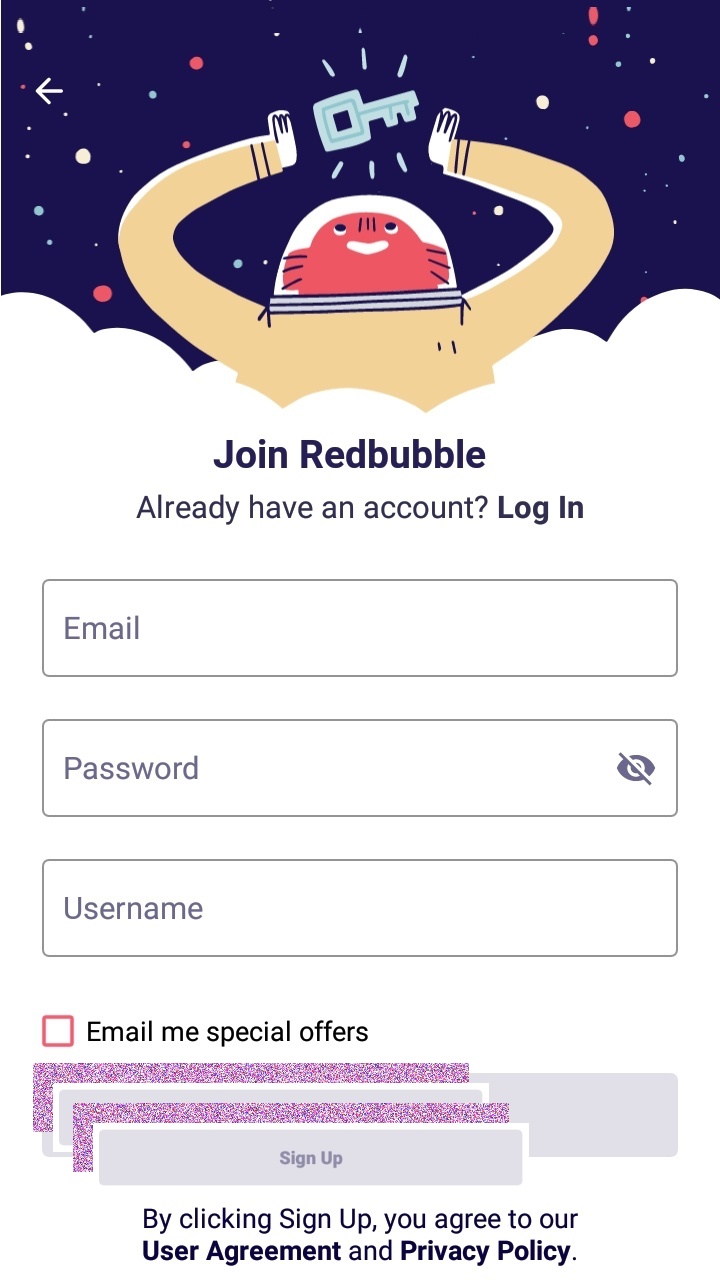 Join Redbubble
Already have an account? Log In
Email
Password
Username
Email me special offers
Sign Up
By clicking Sign Up, you agree to our
User Agreement and Privacy Policy.